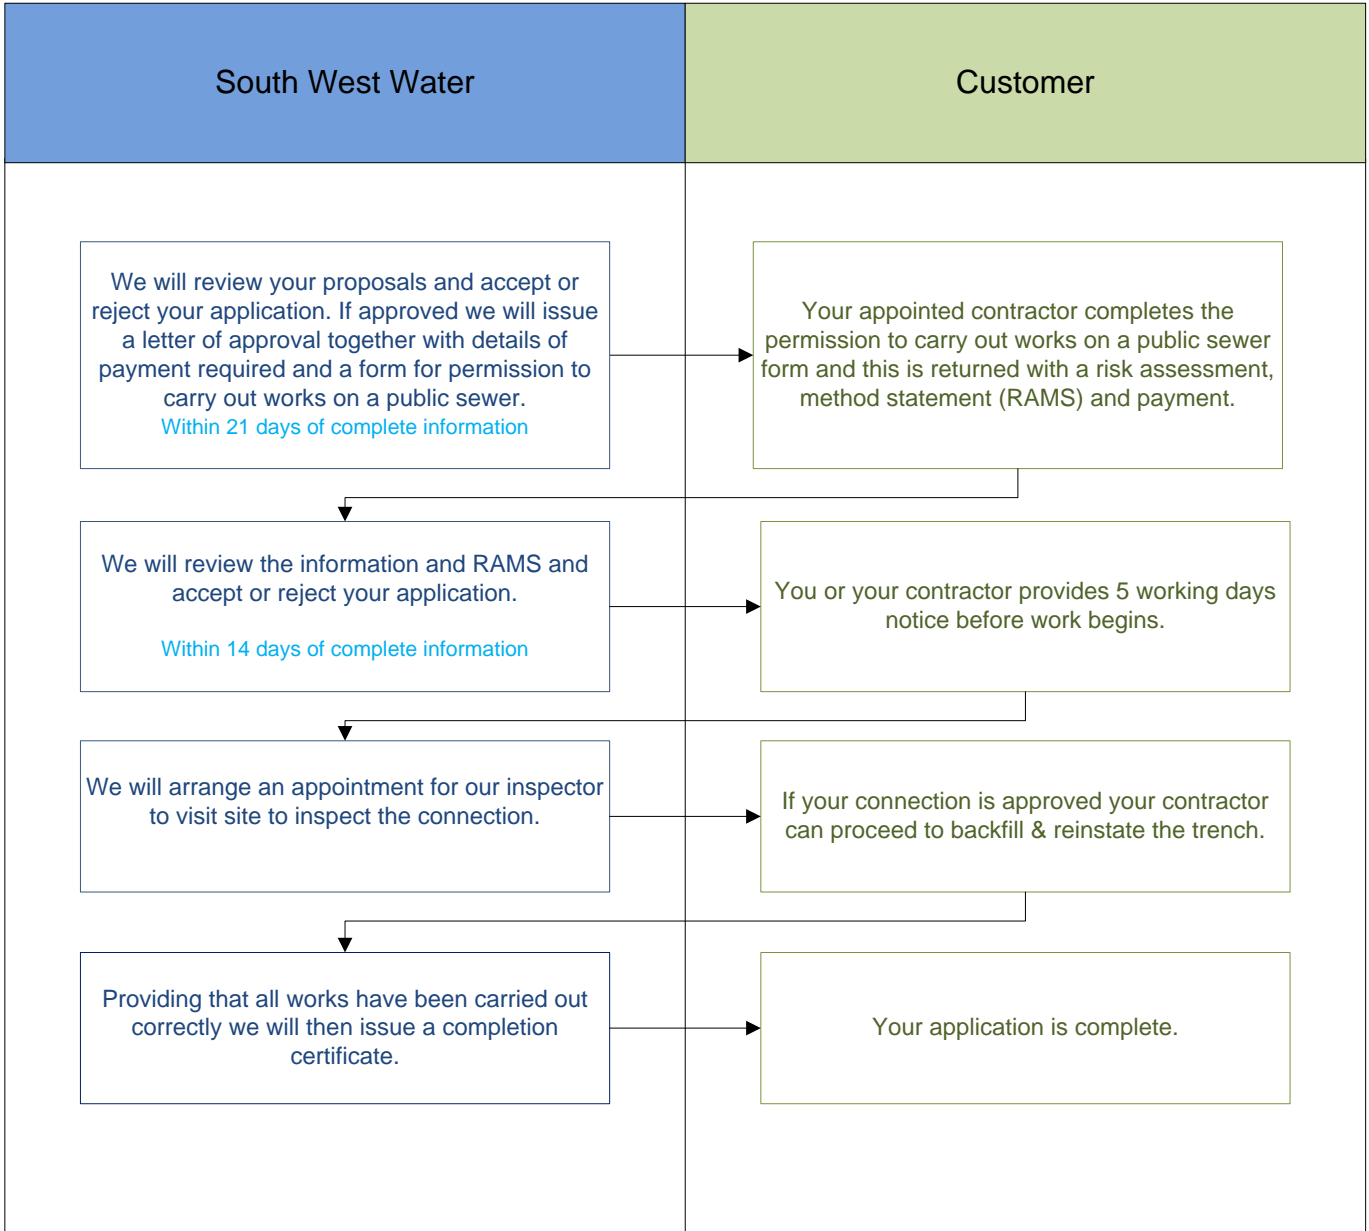 South West Water
Customer
We will review your proposals and accept or
reject your application. If approved we will issue
a letter of approval together with details of
payment required and a form for permission to
carry out works on a public sewer.
Within 21 days of complete information
Your appointed contractor completes the
permission to carry out works on a public sewer
form and this is returned with a risk assessment,
method statement (RAMS) and payment.
We will review the information and RAMS and
accept or reject your application.
Within 14 days of complete information
You or your contractor provides 5 working days
notice before work begins.
We will arrange an appointment for our inspector
to visit site to inspect the connection.
If your connection is approved your contractor
can proceed to backfill & reinstate the trench.
Providing that all works have been carried out
correctly we will then issue a completion
certificate.
Your application is complete.